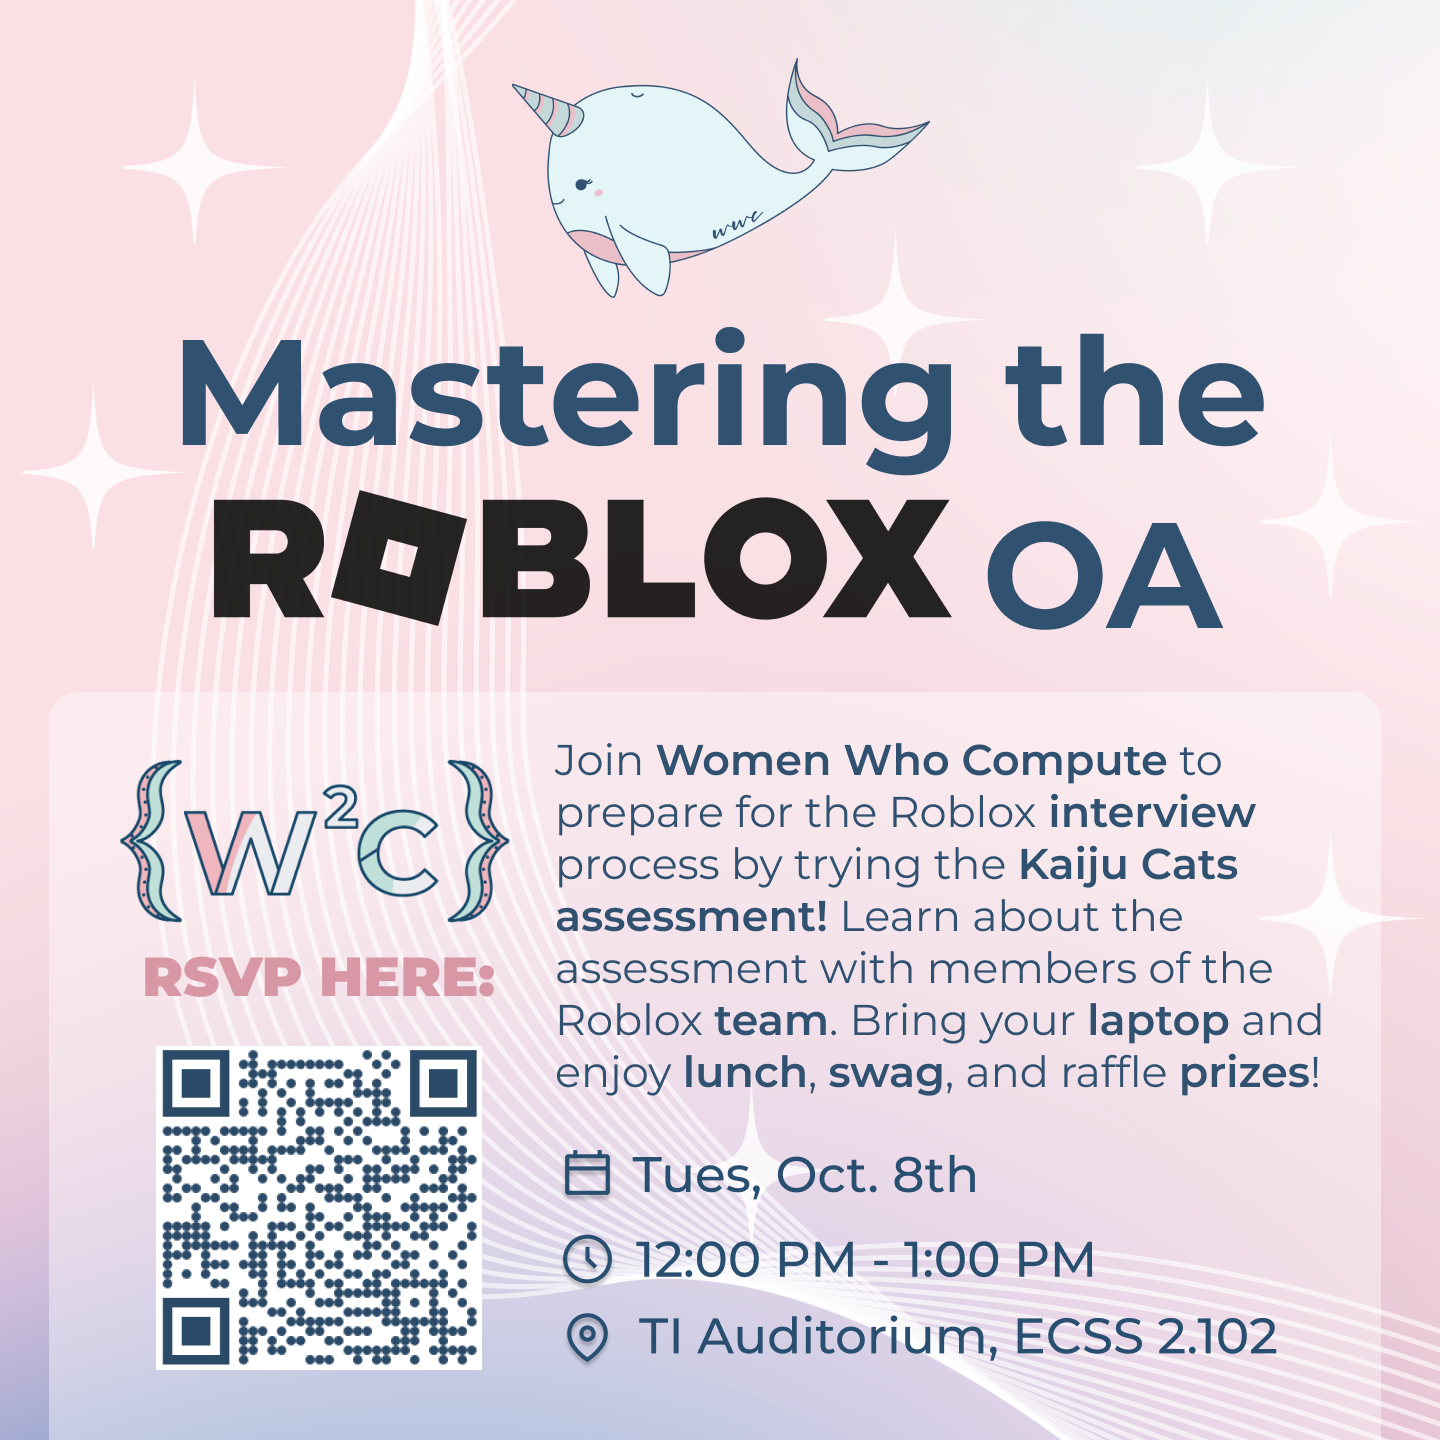 wwc
Mastering the
ROBLOX OA
{W²C}
RSVP HERE:
Join Women Who Compute to
prepare for the Roblox interview
process by trying the Kaiju Cats
assessment! Learn about the
assessment with members of the
Roblox team. Bring your laptop and
enjoy lunch, swag, and raffle prizes!
Tues, Oct. 8th
12:00 PM - 1:00 PM
TI Auditorium, ECSS 2.102